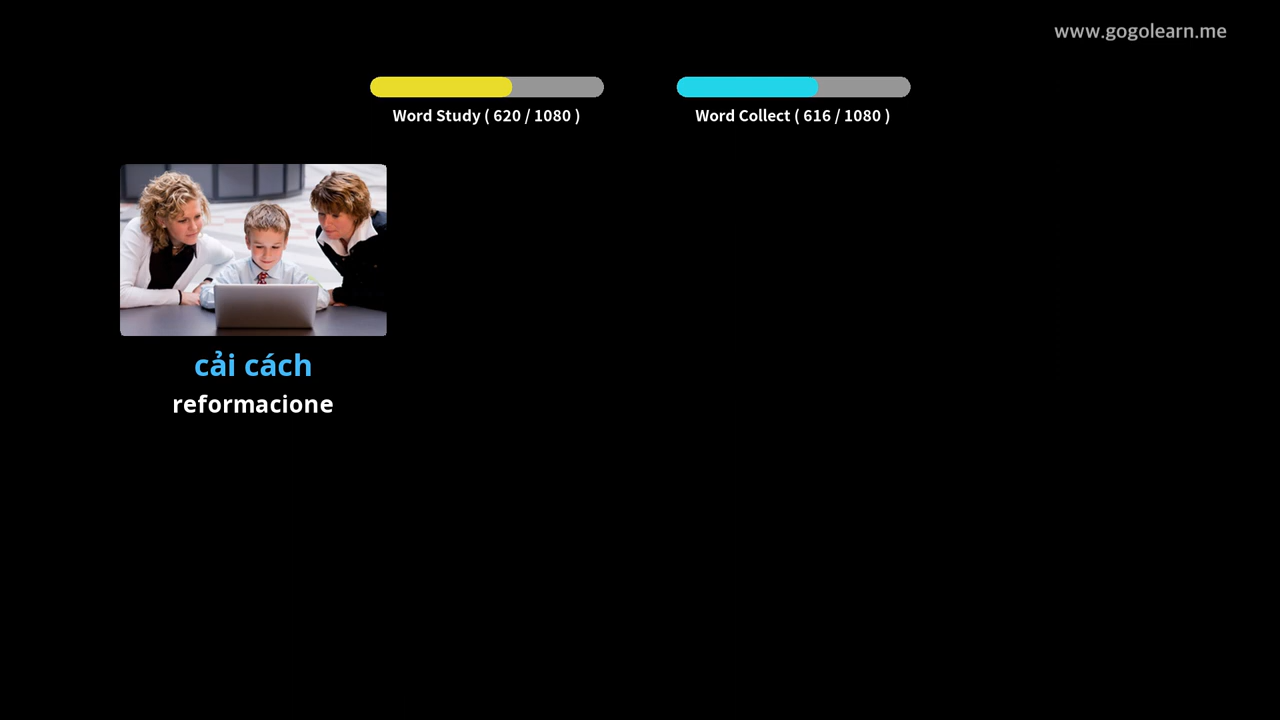 www.gogolearn.me
Word Study ( 620 / 1080 )
Word Collect ( 616 / 1080 )
cải cách
reformacione